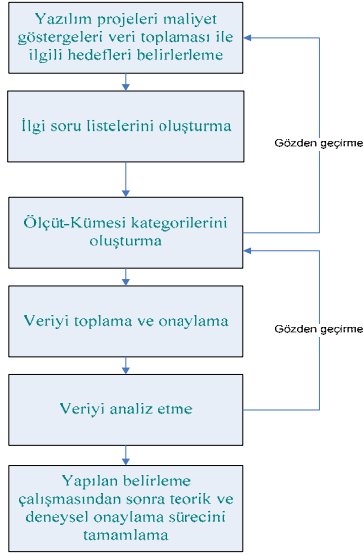 Yazılım projeleri maliyet
göstergeleri veri toplaması ile
ilgili hedefleri belirlerleme
İlgi soru listelerini oluşturma
Gözden geçirme
Ölçüt-Kümesi kategorilerini
oluşturma
Veriyi toplama ve onaylama
Gözden geçirme
Veriyi analiz etme
Yapılan belirleme
çalışmasından sonra teorik ve
deneysel onaylama sürecini
tamamlama